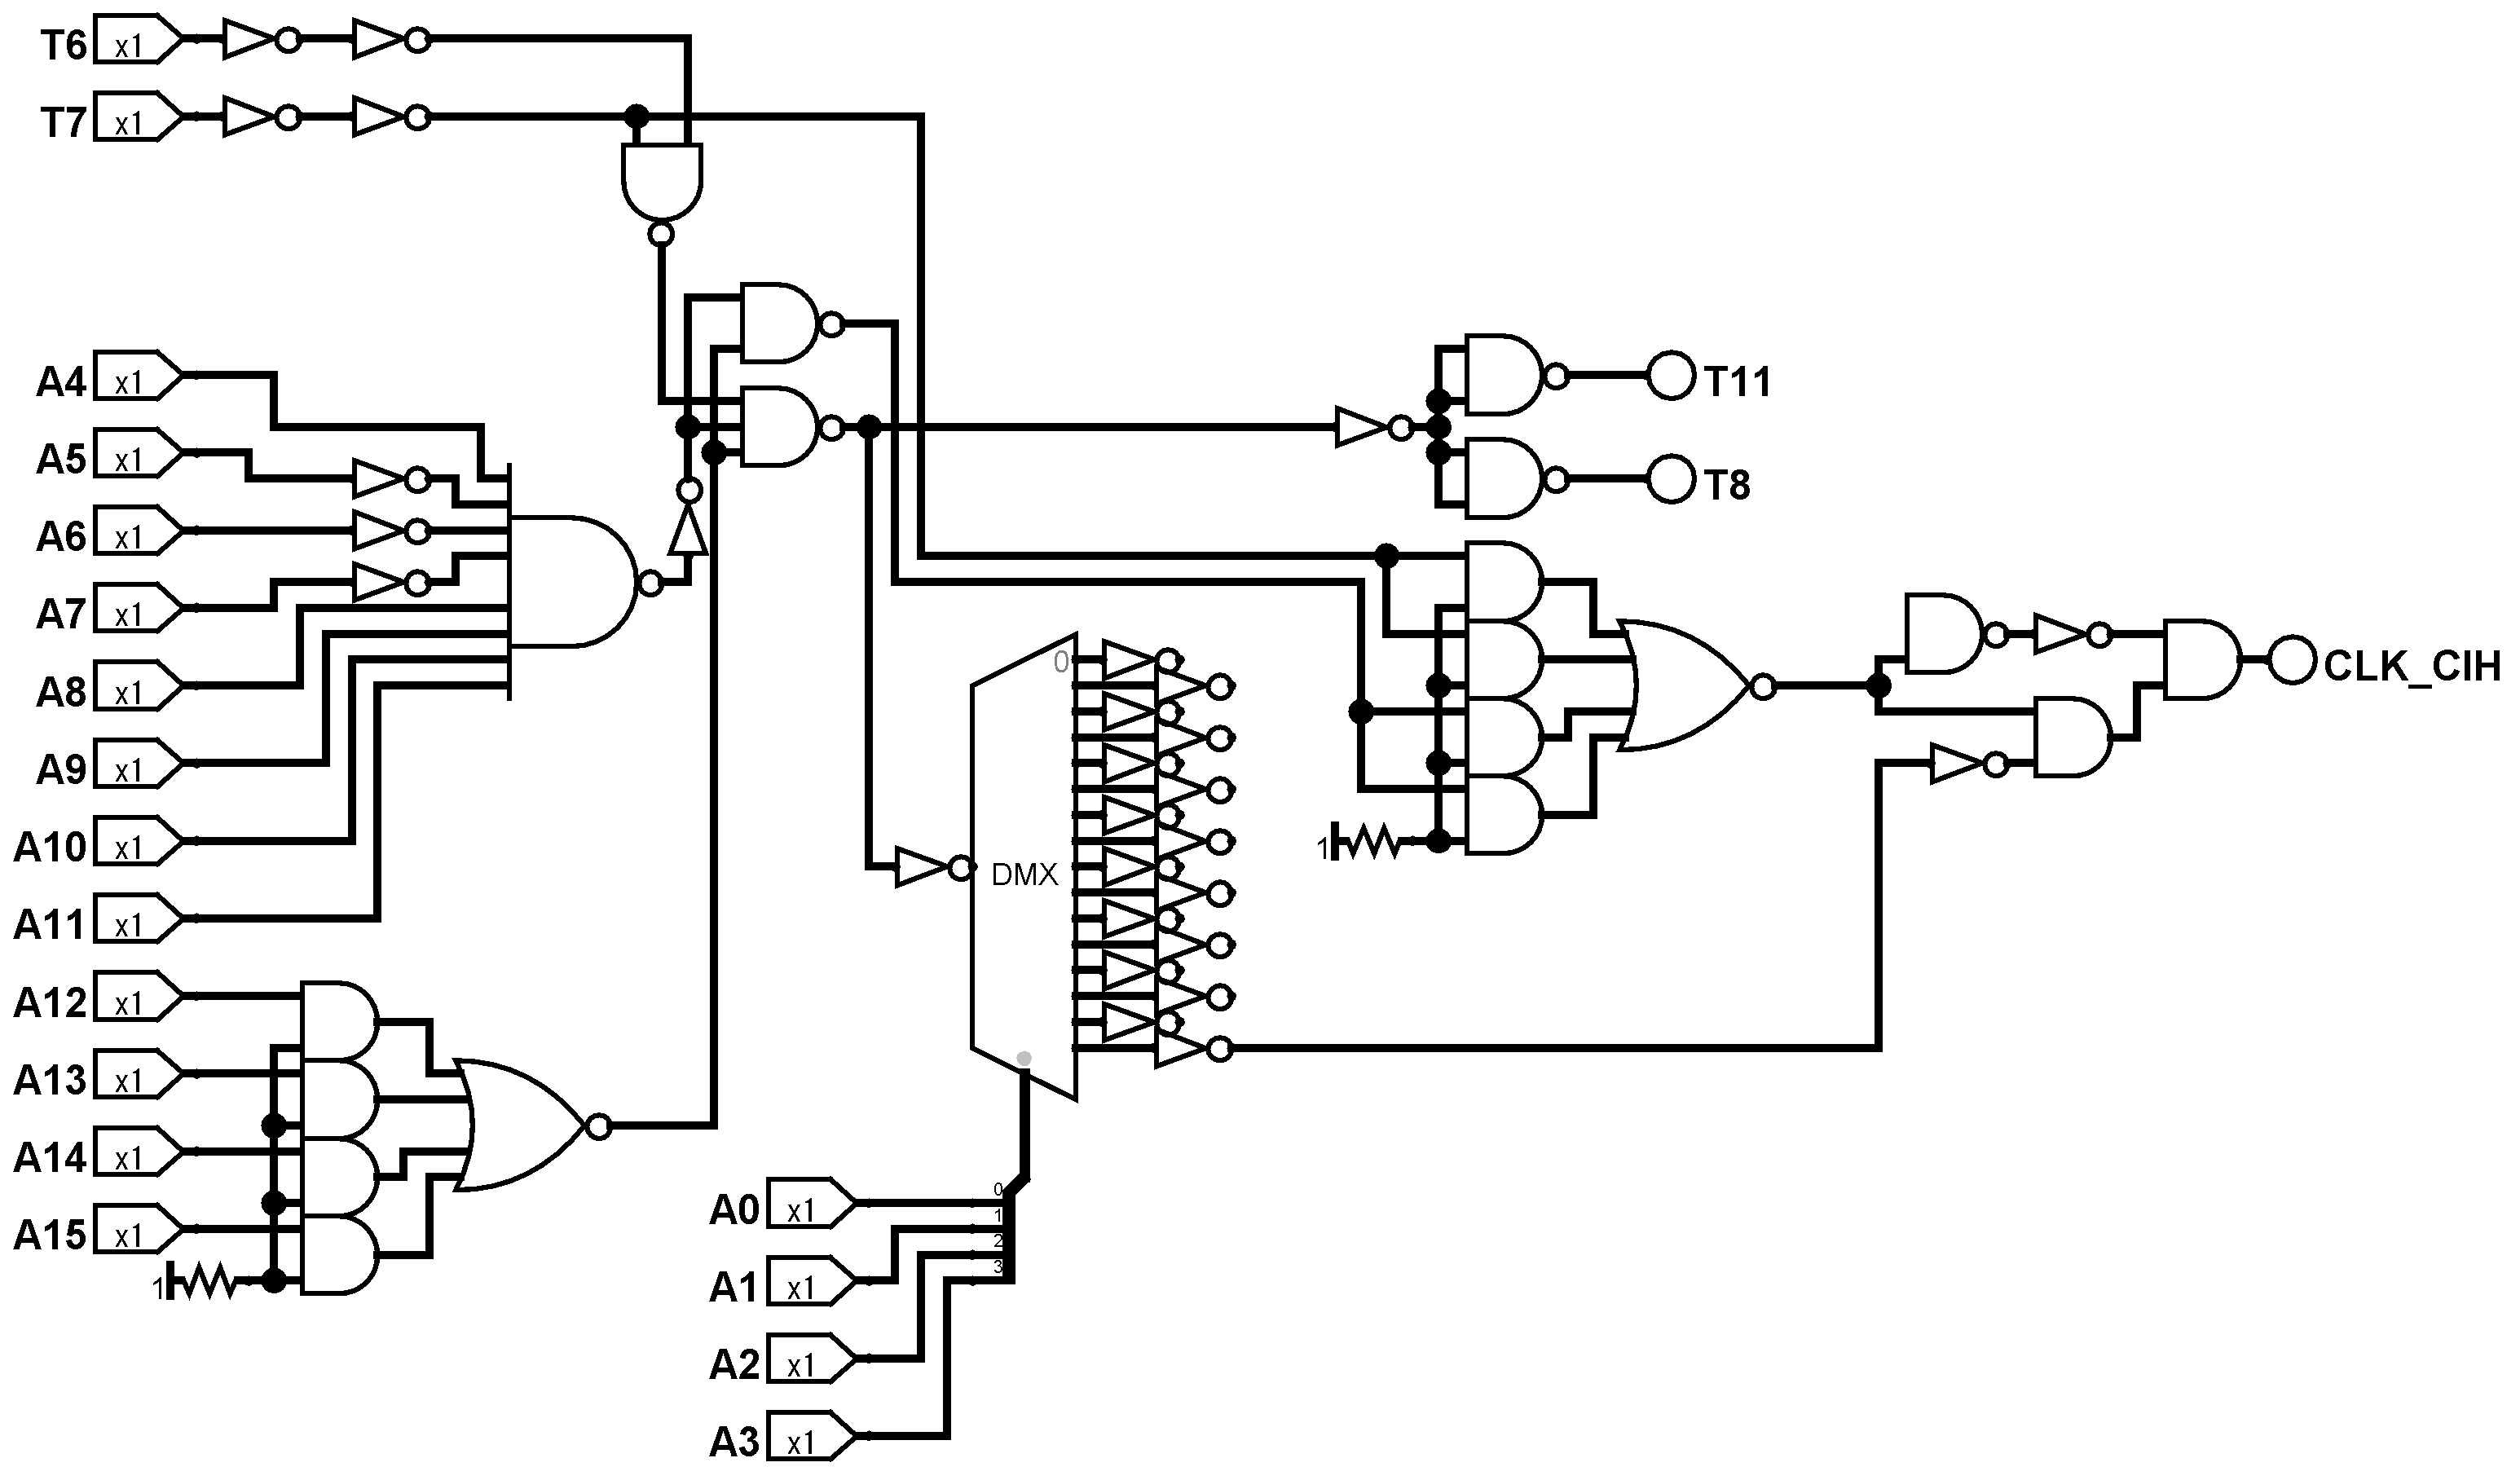 T6 x1
T7 x1
A4 x1
T11
A5 x1
T8
A6 x1
A7 x1
0
CLK_CIH
A8 x1
A9 x1
A10 x1
1
DMX
A11 x1
A12 x1
A13 x1
A14 x1
A15 x1
1
A0 x1
0
1
2
3
A1 x1
A2 x1
A3 x1